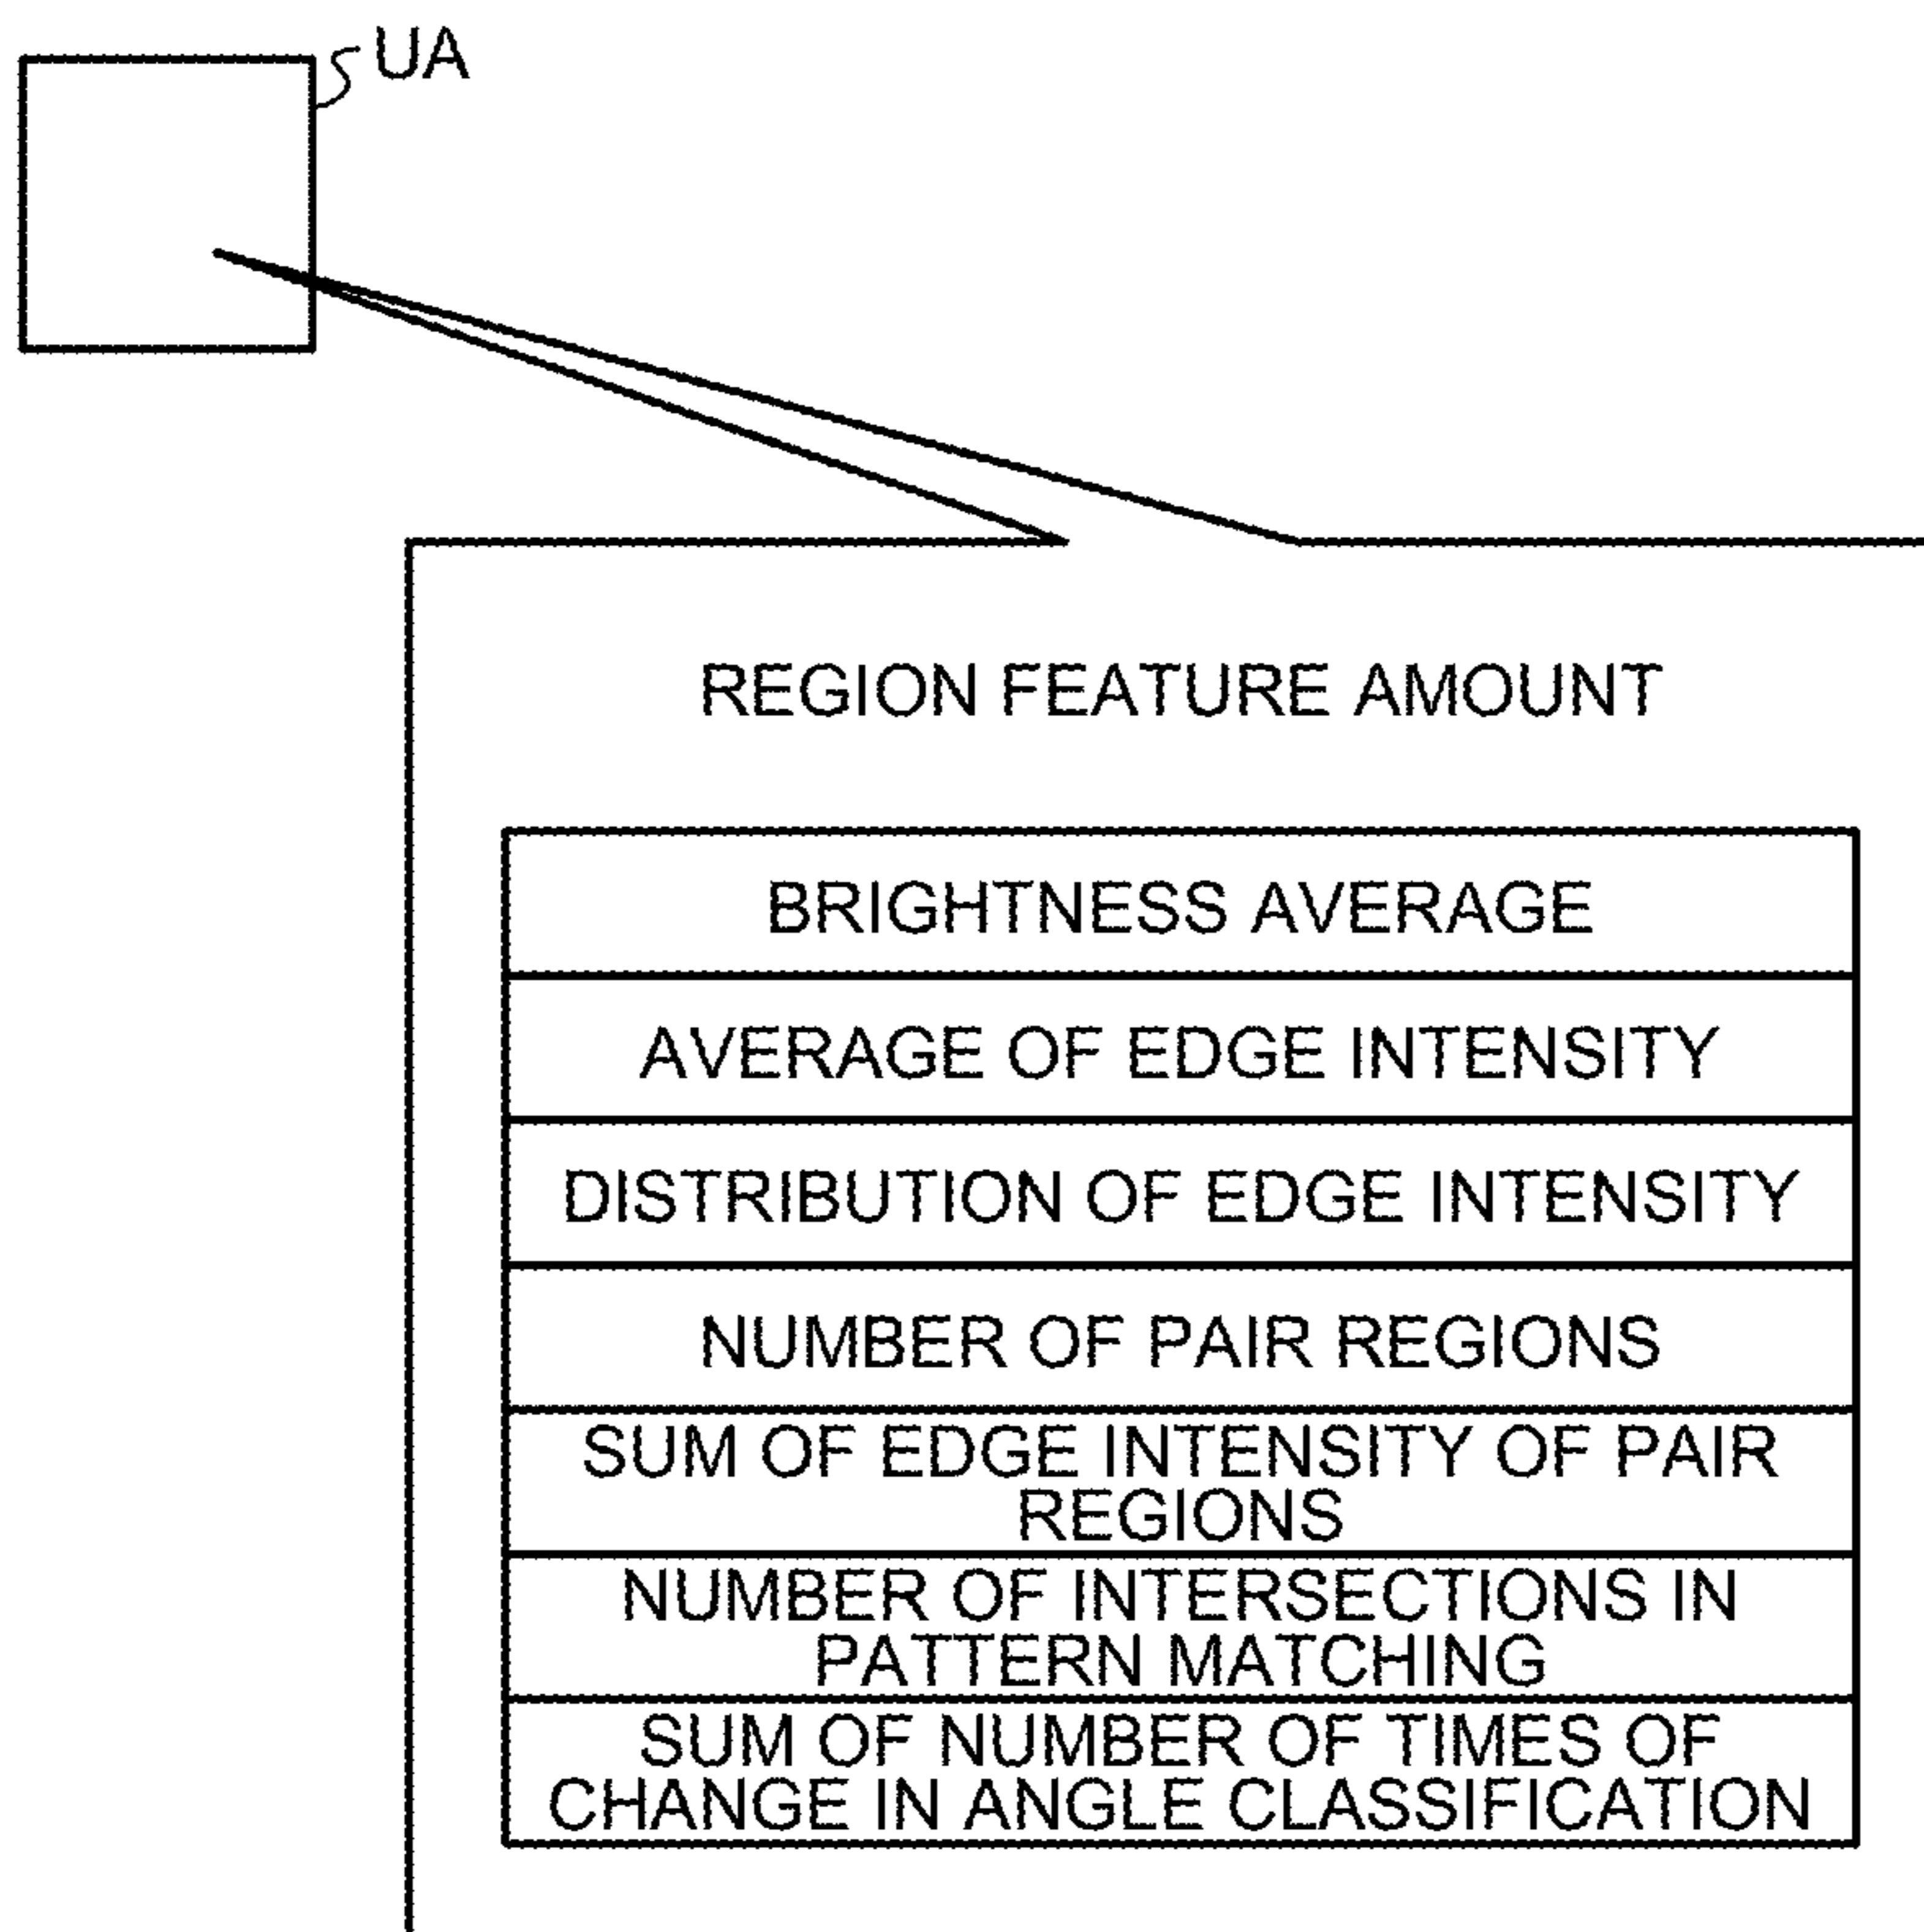 UA
REGION FEATURE AMOUNT
BRIGHTNESS AVERAGE
AVERAGE OF EDGE INTENSITY
DISTRIBUTION OF EDGE INTENSITY
NUMBER OF PAIR REGIONS
SUM OF EDGE INTENSITY OF PAIR
REGIONS
NUMBER OF INTERSECTIONS IN
PATTERN MATCHING
SUM OF NUMBER OF TIMES OF
CHANGE IN ANGLE CLASSIFICATION